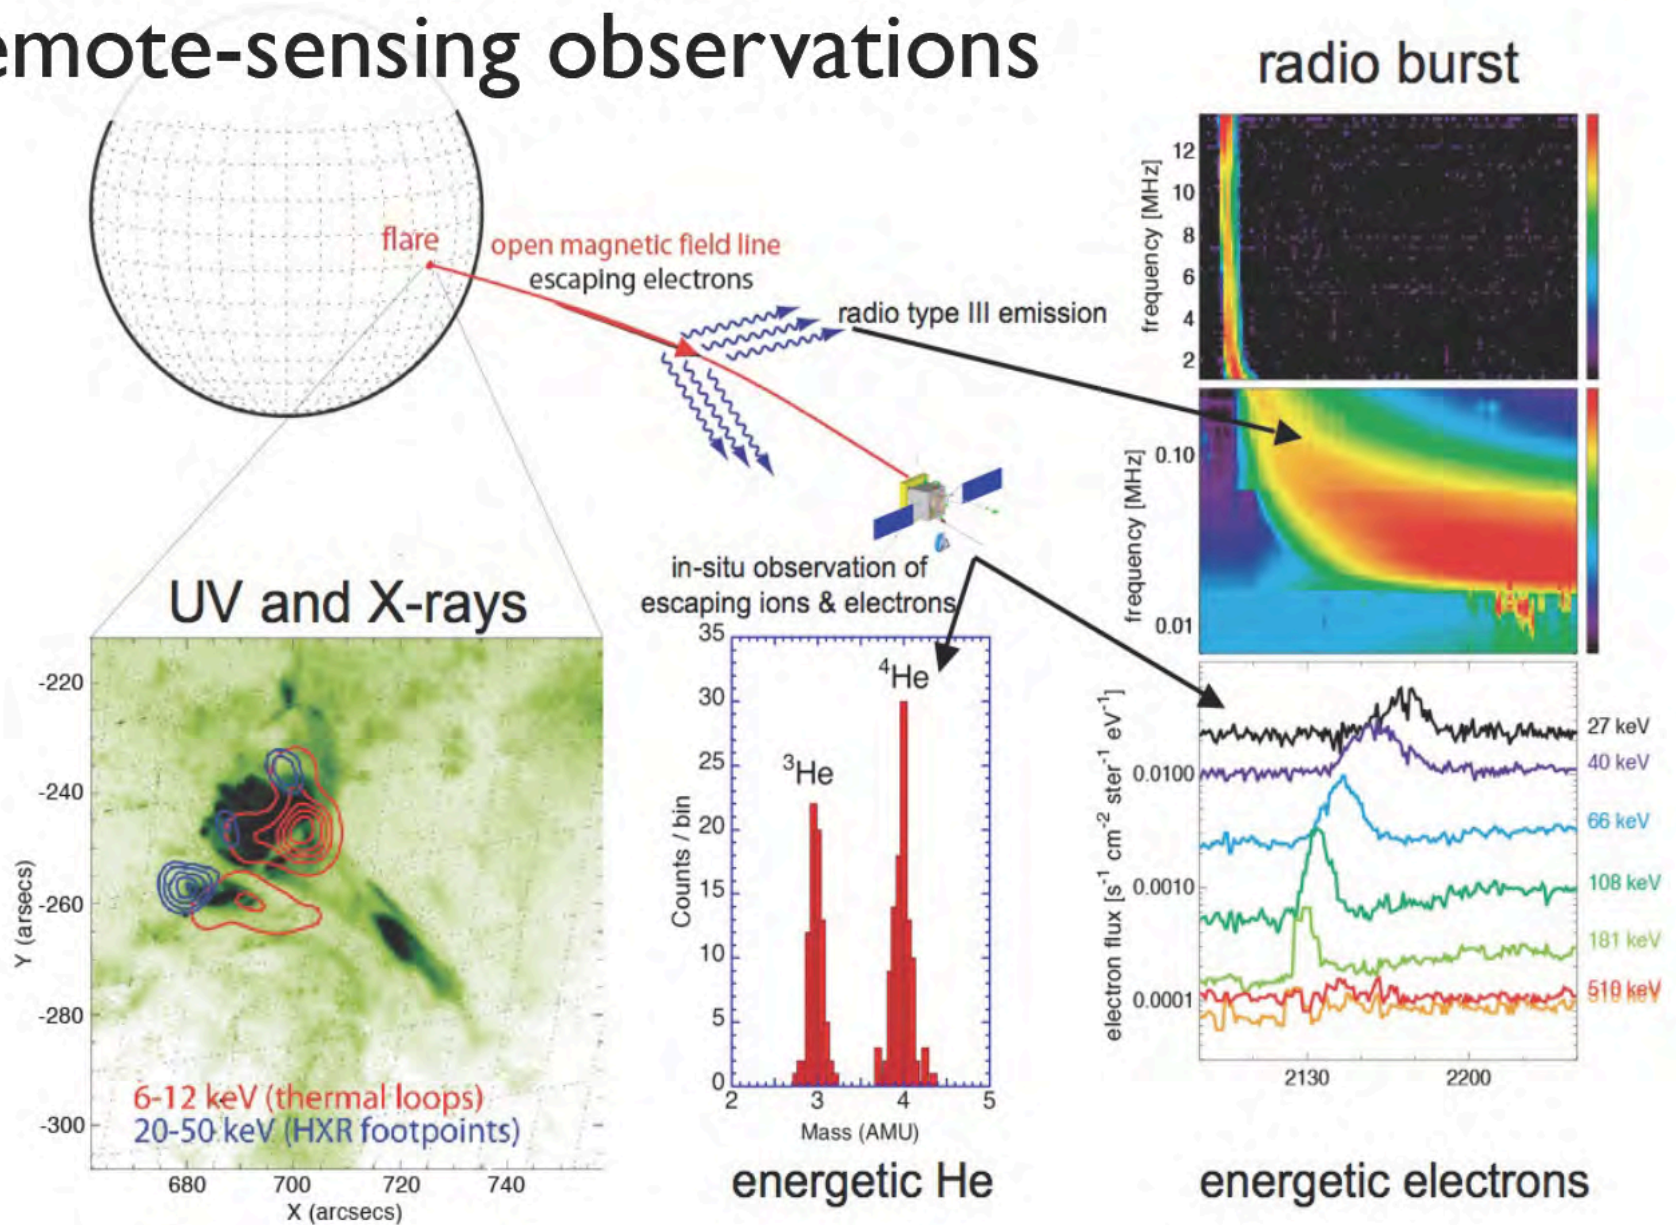 emote-sensing observations
radio burst
flare
open magnetic field line
escaping electrons
radio type III emission
frequency [MHz]
12
10
8
6
4
2
frequency [MHz]
0.10
0.01
in-situ observation of
escaping ions & electrons
UV and X-rays
Y (arsecs)
-220
-240
-260
-280
-300
6-12 keV (thermal loops)
20-50 keV (HXR footpoints)
680 700 720 740
X (arcsecs)
Counts / bin
35
30
25
20
15
10
5
0
³He
⁴He
2 3 4 5
Mass (AMU)
energetic He
electron flux [s⁻¹ cm⁻² ster⁻¹ eV⁻¹]
0.0100
0.0010
0.0001
27 keV
40 keV
66 keV
108 keV
181 keV
510 keV
2130 2200
energetic electrons